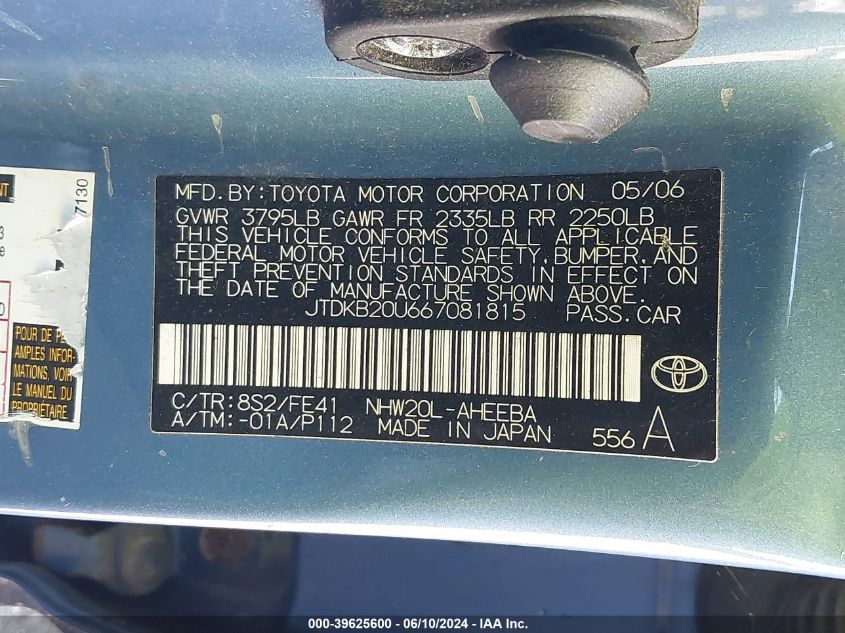 MFD. BY: TOYOTA MOTOR CORPORATION 05/06
GVWR 3795LB GAWR FR 2335LB RR 2250LB
THIS VEHICLE CONFORMS TO ALL APPLICABLE
FEDERAL MOTOR VEHICLE SAFETY, BUMPER, AND
THEFT PREVENTION STANDARDS IN EFFECT ON
THE DATE OF MANUFACTURE SHOWN ABOVE.
JTDKB20U667081815 PASS. CAR
C/TR: 8S2/FE41 NHW20L-AHEEBA
A/TM: -01A/P112 MADE IN JAPAN 556 A
7130
POUR DE
AMPLES INFOR-
MATIONS, VOIR
LE MANUEL DU
000-39625600 - 06/10/2024 - IAA Inc.